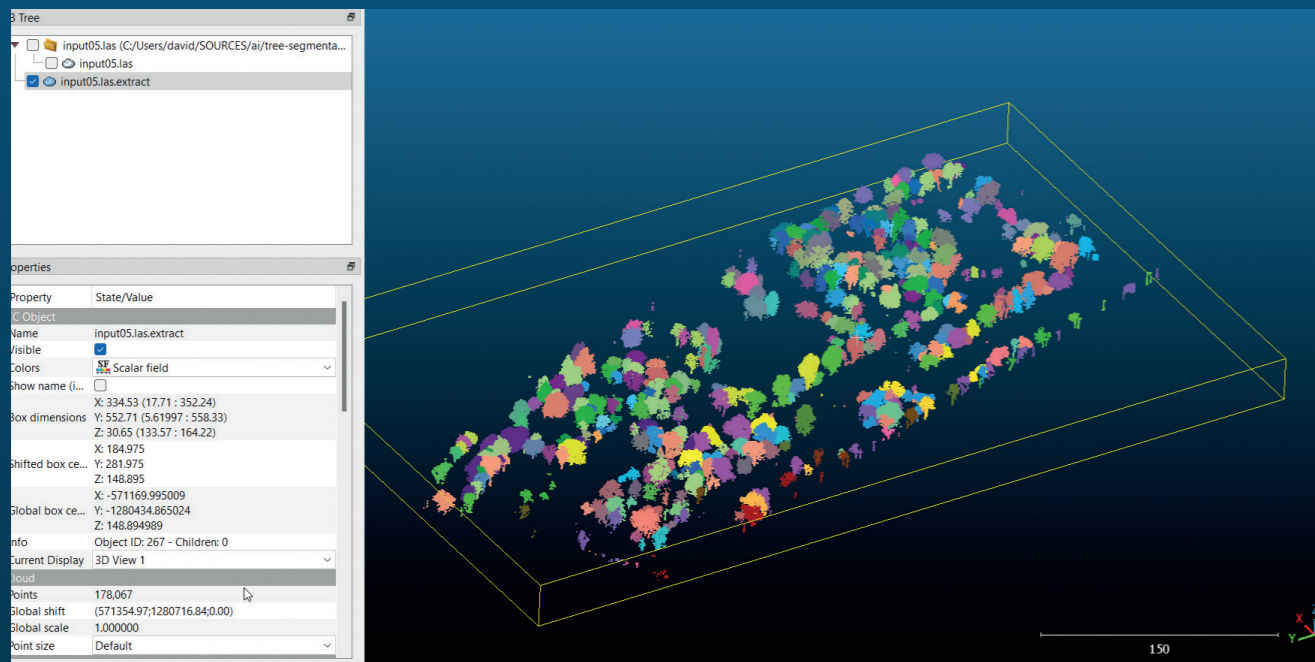 B Tree
input05.las (C:/Users/david/SOURCES/ai/tree-segmenta...
input05.las
input05.las.extract
operties
Property State/Value
CC Object
Name input05.las.extract
Visible
Colors SF Scalar field
Show name (i...
Box dimensions X: 334.53 (17.71 : 352.24)
Y: 552.71 (5.61997 : 558.33)
Z: 30.65 (133.57 : 164.22)
Shifted box ce... X: 184.975
Y: 281.975
Z: 148.895
Global box ce... X: -571169.995009
Y: -1280434.865024
Z: 148.894989
Info Object ID: 267 - Children: 0
Current Display 3D View 1
Cloud
Points 178,067
Global shift (571354.97;1280716.84;0.00)
Global scale 1.000000
Point size Default
150
X
Y
Z